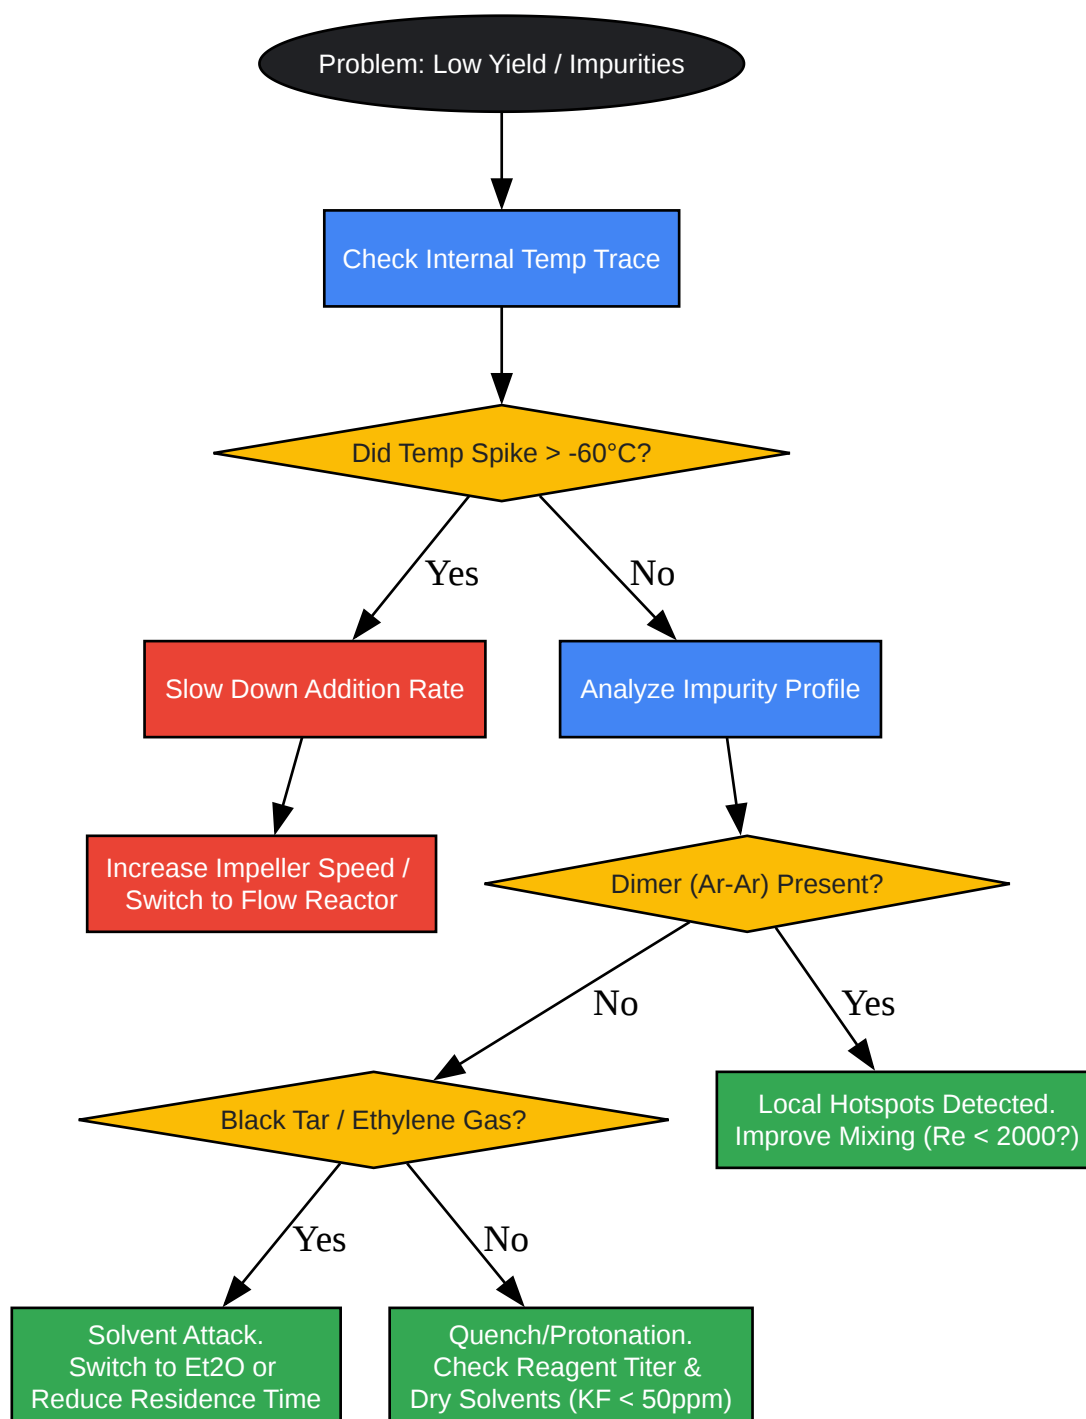 Problem: Low Yield / Impurities
Check Internal Temp Trace
Did Temp Spike > -60°C?
Yes
No
Slow Down Addition Rate
Analyze Impurity Profile
Increase Impeller Speed /
Switch to Flow Reactor
Dimer (Ar-Ar) Present?
No
Yes
Black Tar / Ethylene Gas?
Local Hotspots Detected.
Improve Mixing (Re < 2000?)
Yes
No
Solvent Attack.
Switch to Et2O or
Reduce Residence Time
Quench/Protonation.
Check Reagent Titer &
Dry Solvents (KF < 50ppm)